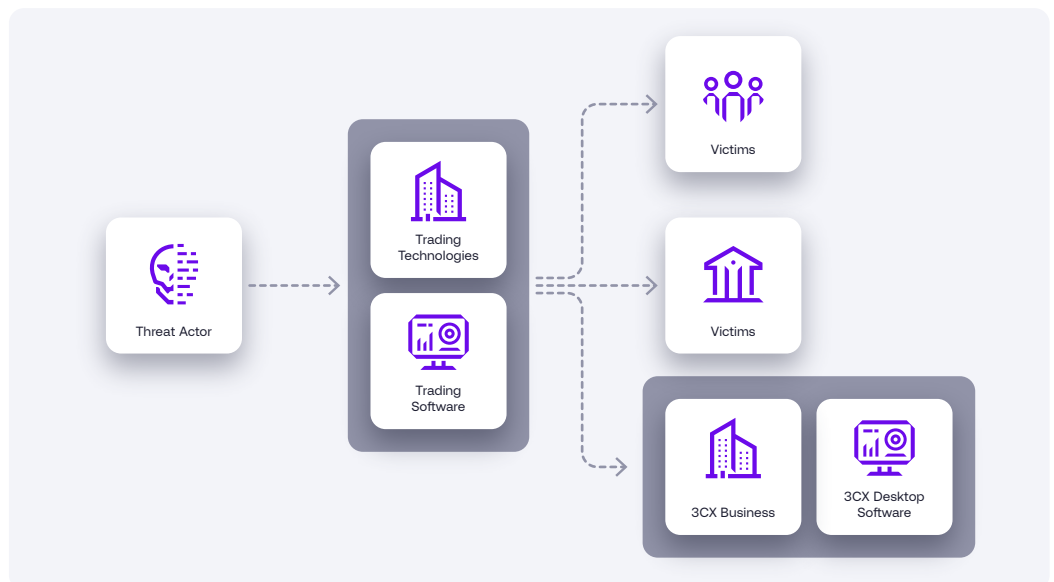 Victims
Trading
Technologies
Threat Actor
Victims
Trading
Software
3CX Business
3CX Desktop
Software